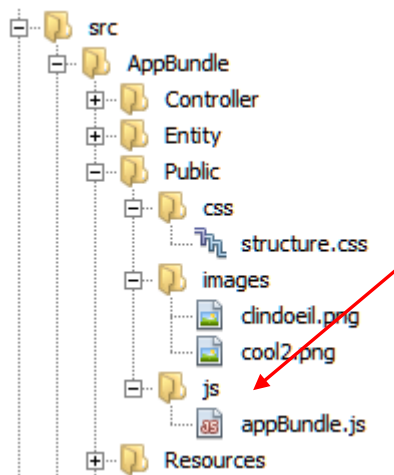 src
AppBundle
Controller
Entity
Public
css
structure.css
images
clindoeil.png
cool2.png
js
appBundle.js
Resources